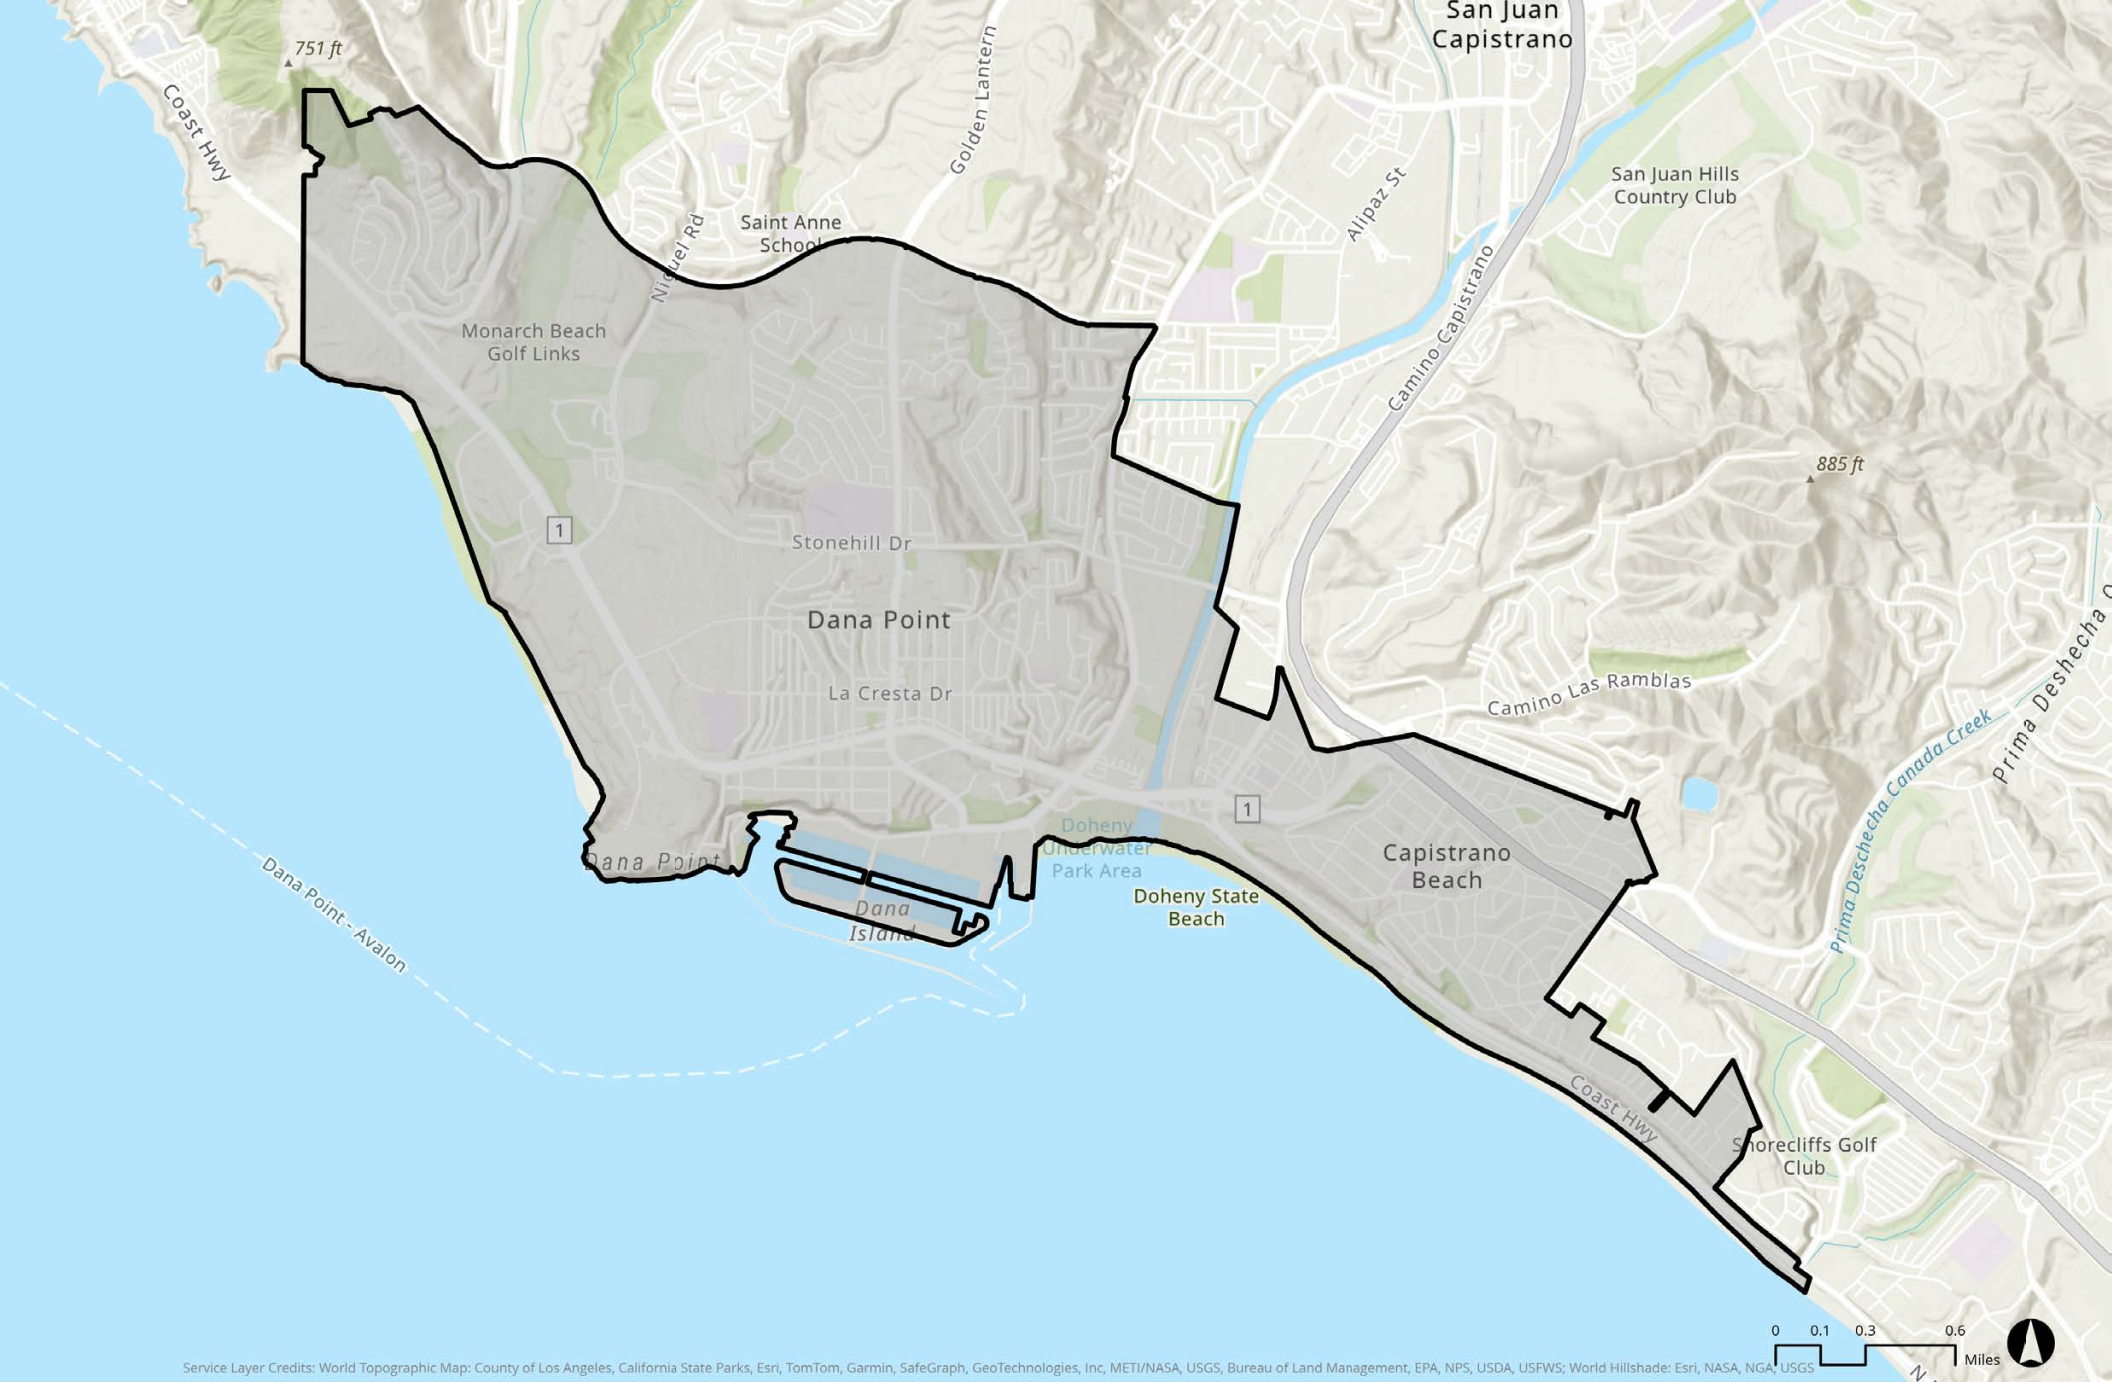 San Juan
Capistrano
751 ft
Coast Hwy
Golden Lantern
Alipaz St
San Juan Hills
Country Club
Saint Anne
School
Niguel Rd
Camino Capistrano
Monarch Beach
Golf Links
885 ft
1
Stonehill Dr
Dana Point
La Cresta Dr
Camino Las Ramblas
Prima Deshecha
Prima Deschecha Canada Creek
1
Doheny
Underwater
Park Area
Capistrano
Beach
Dana Point
Doheny State
Beach
Dana
Island
Dana Point - Avalon
Coast Hwy
Shorecliffs Golf
Club
0 0.1 0.3 0.6
Miles
Service Layer Credits: World Topographic Map: County of Los Angeles, California State Parks, Esri, TomTom, Garmin, SafeGraph, GeoTechnologies, Inc, METI/NASA, USGS, Bureau of Land Management, EPA, NPS, USDA, USFWS; World Hillshade: Esri, NASA, NGA, USGS